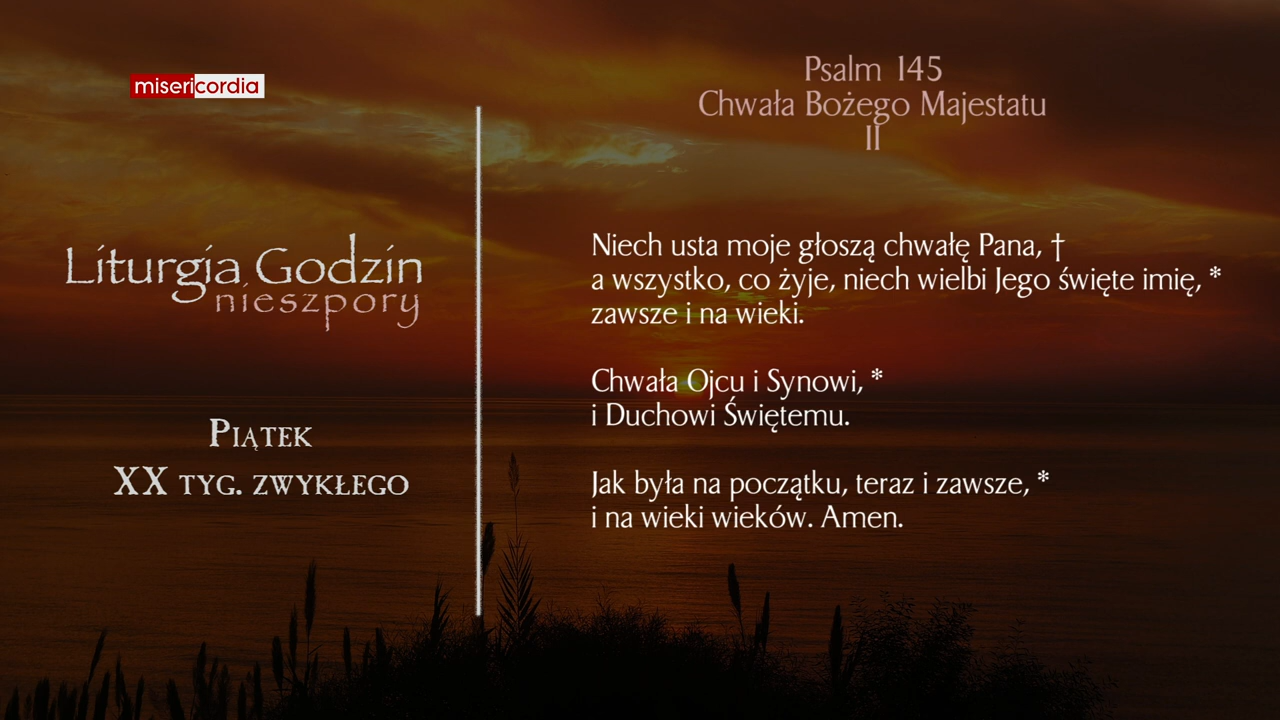 misericordia
Liturgia Godzin
nieszpory
Piątek
XX tyg. zwykłego
Psalm 145
Chwała Bożego Majestatu
II
Niech usta moje głoszą chwałę Pana, †
a wszystko, co żyje, niech wielbi Jego święte imię, *
zawsze i na wieki.
Chwała Ojcu i Synowi, *
i Duchowi Świętemu.
Jak była na początku, teraz i zawsze, *
i na wieki wieków. Amen.